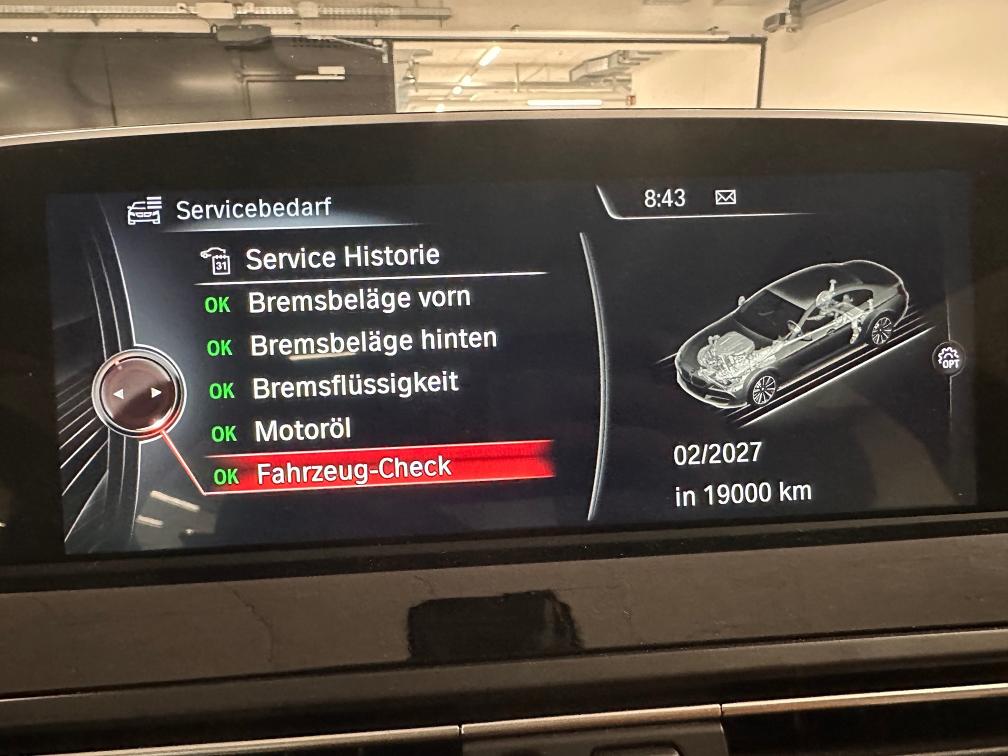 Servicebedarf
8:43
31
Service Historie
OK Bremsbeläge vorn
OK Bremsbeläge hinten
OK Bremsflüssigkeit
OK Motoröl
OK Fahrzeug-Check
OPT
02/2027
in 19000 km